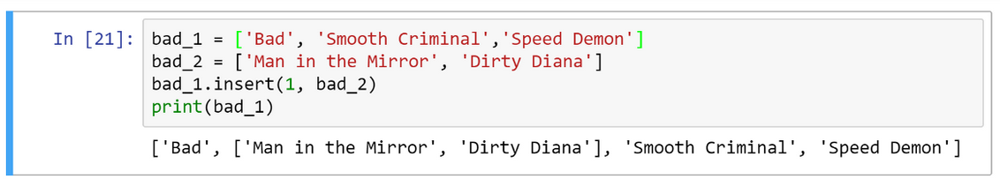 In [21]: bad_1 = ['Bad', 'Smooth Criminal','Speed Demon']
bad_2 = ['Man in the Mirror', 'Dirty Diana']
bad_1.insert(1, bad_2)
print(bad_1)
['Bad', ['Man in the Mirror', 'Dirty Diana'], 'Smooth Criminal', 'Speed Demon']